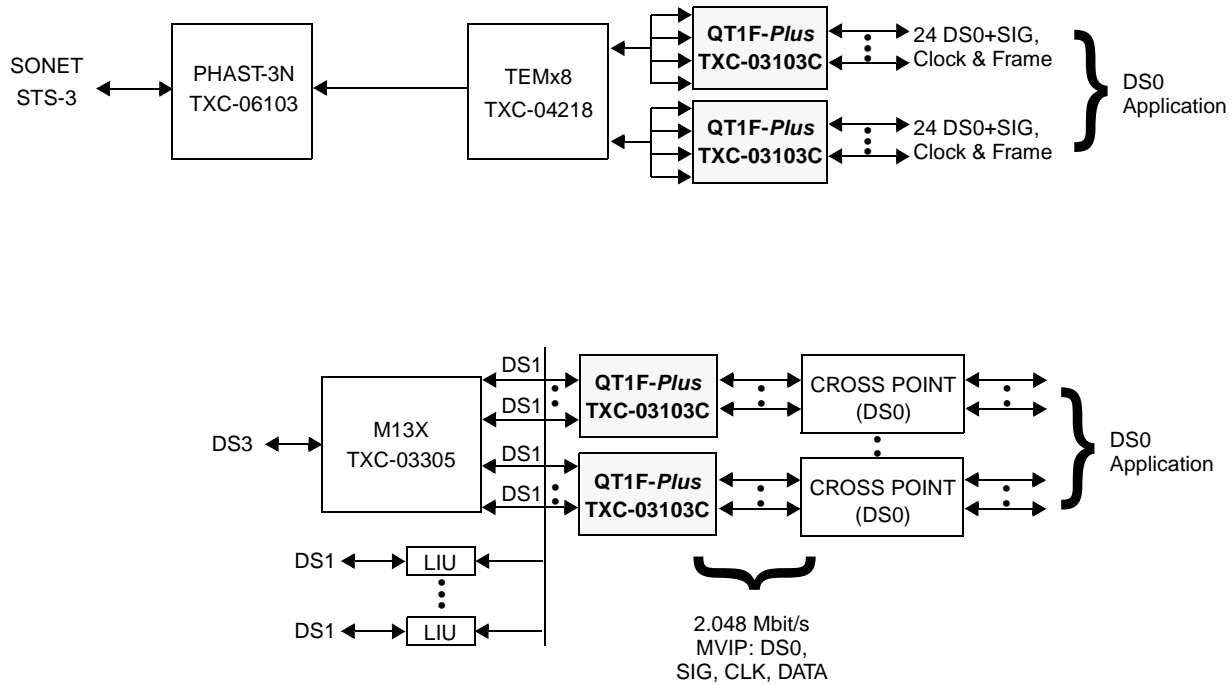 SONET
STS-3
PHAST-3N
TXC-06103
TEMx8
TXC-04218
QT1F-Plus
TXC-03103C
24 DS0+SIG,
Clock & Frame
QT1F-Plus
TXC-03103C
24 DS0+SIG,
Clock & Frame
DS0
Application
DS3
M13X
TXC-03305
DS1
DS1
DS1
DS1
QT1F-Plus
TXC-03103C
QT1F-Plus
TXC-03103C
CROSS POINT
(DS0)
CROSS POINT
(DS0)
DS0
Application
DS1
LIU
DS1
LIU
2.048 Mbit/s
MVIP: DS0,
SIG, CLK, DATA